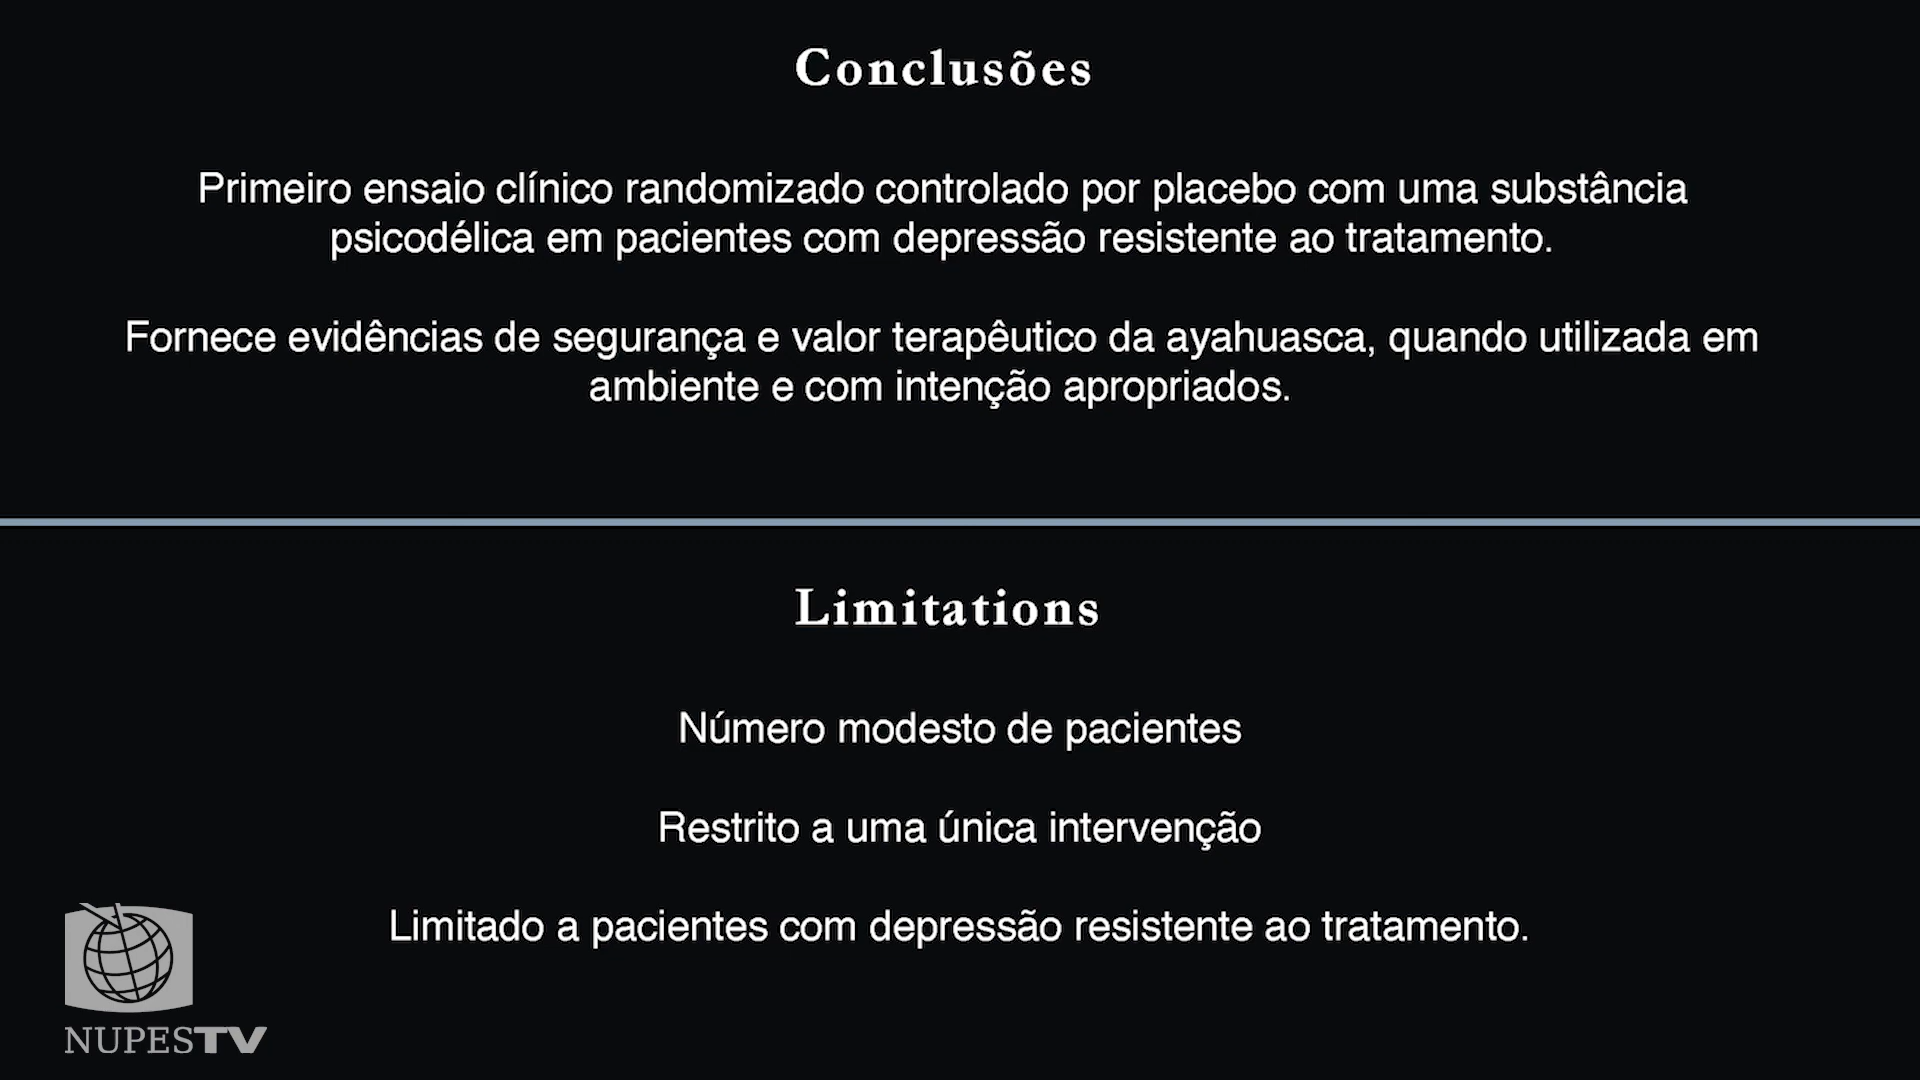 Conclusões
Primeiro ensaio clínico randomizado controlado por placebo com uma substância
psicodélica em pacientes com depressão resistente ao tratamento.
Fornece evidências de segurança e valor terapêutico da ayahuasca, quando utilizada em
ambiente e com intenção apropriados.
Limitations
Número modesto de pacientes
Restrito a uma única intervenção
Limitado a pacientes com depressão resistente ao tratamento.
NUPESTV